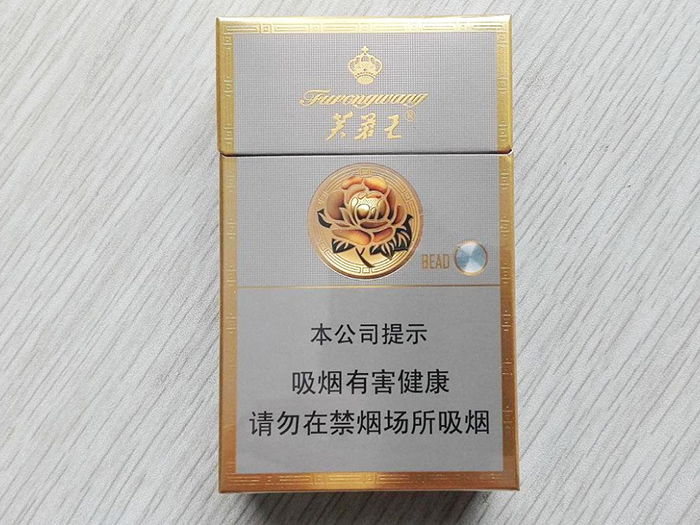 Furongwang
芙蓉王®
BEAD
本公司提示
吸烟有害健康
请勿在禁烟场所吸烟